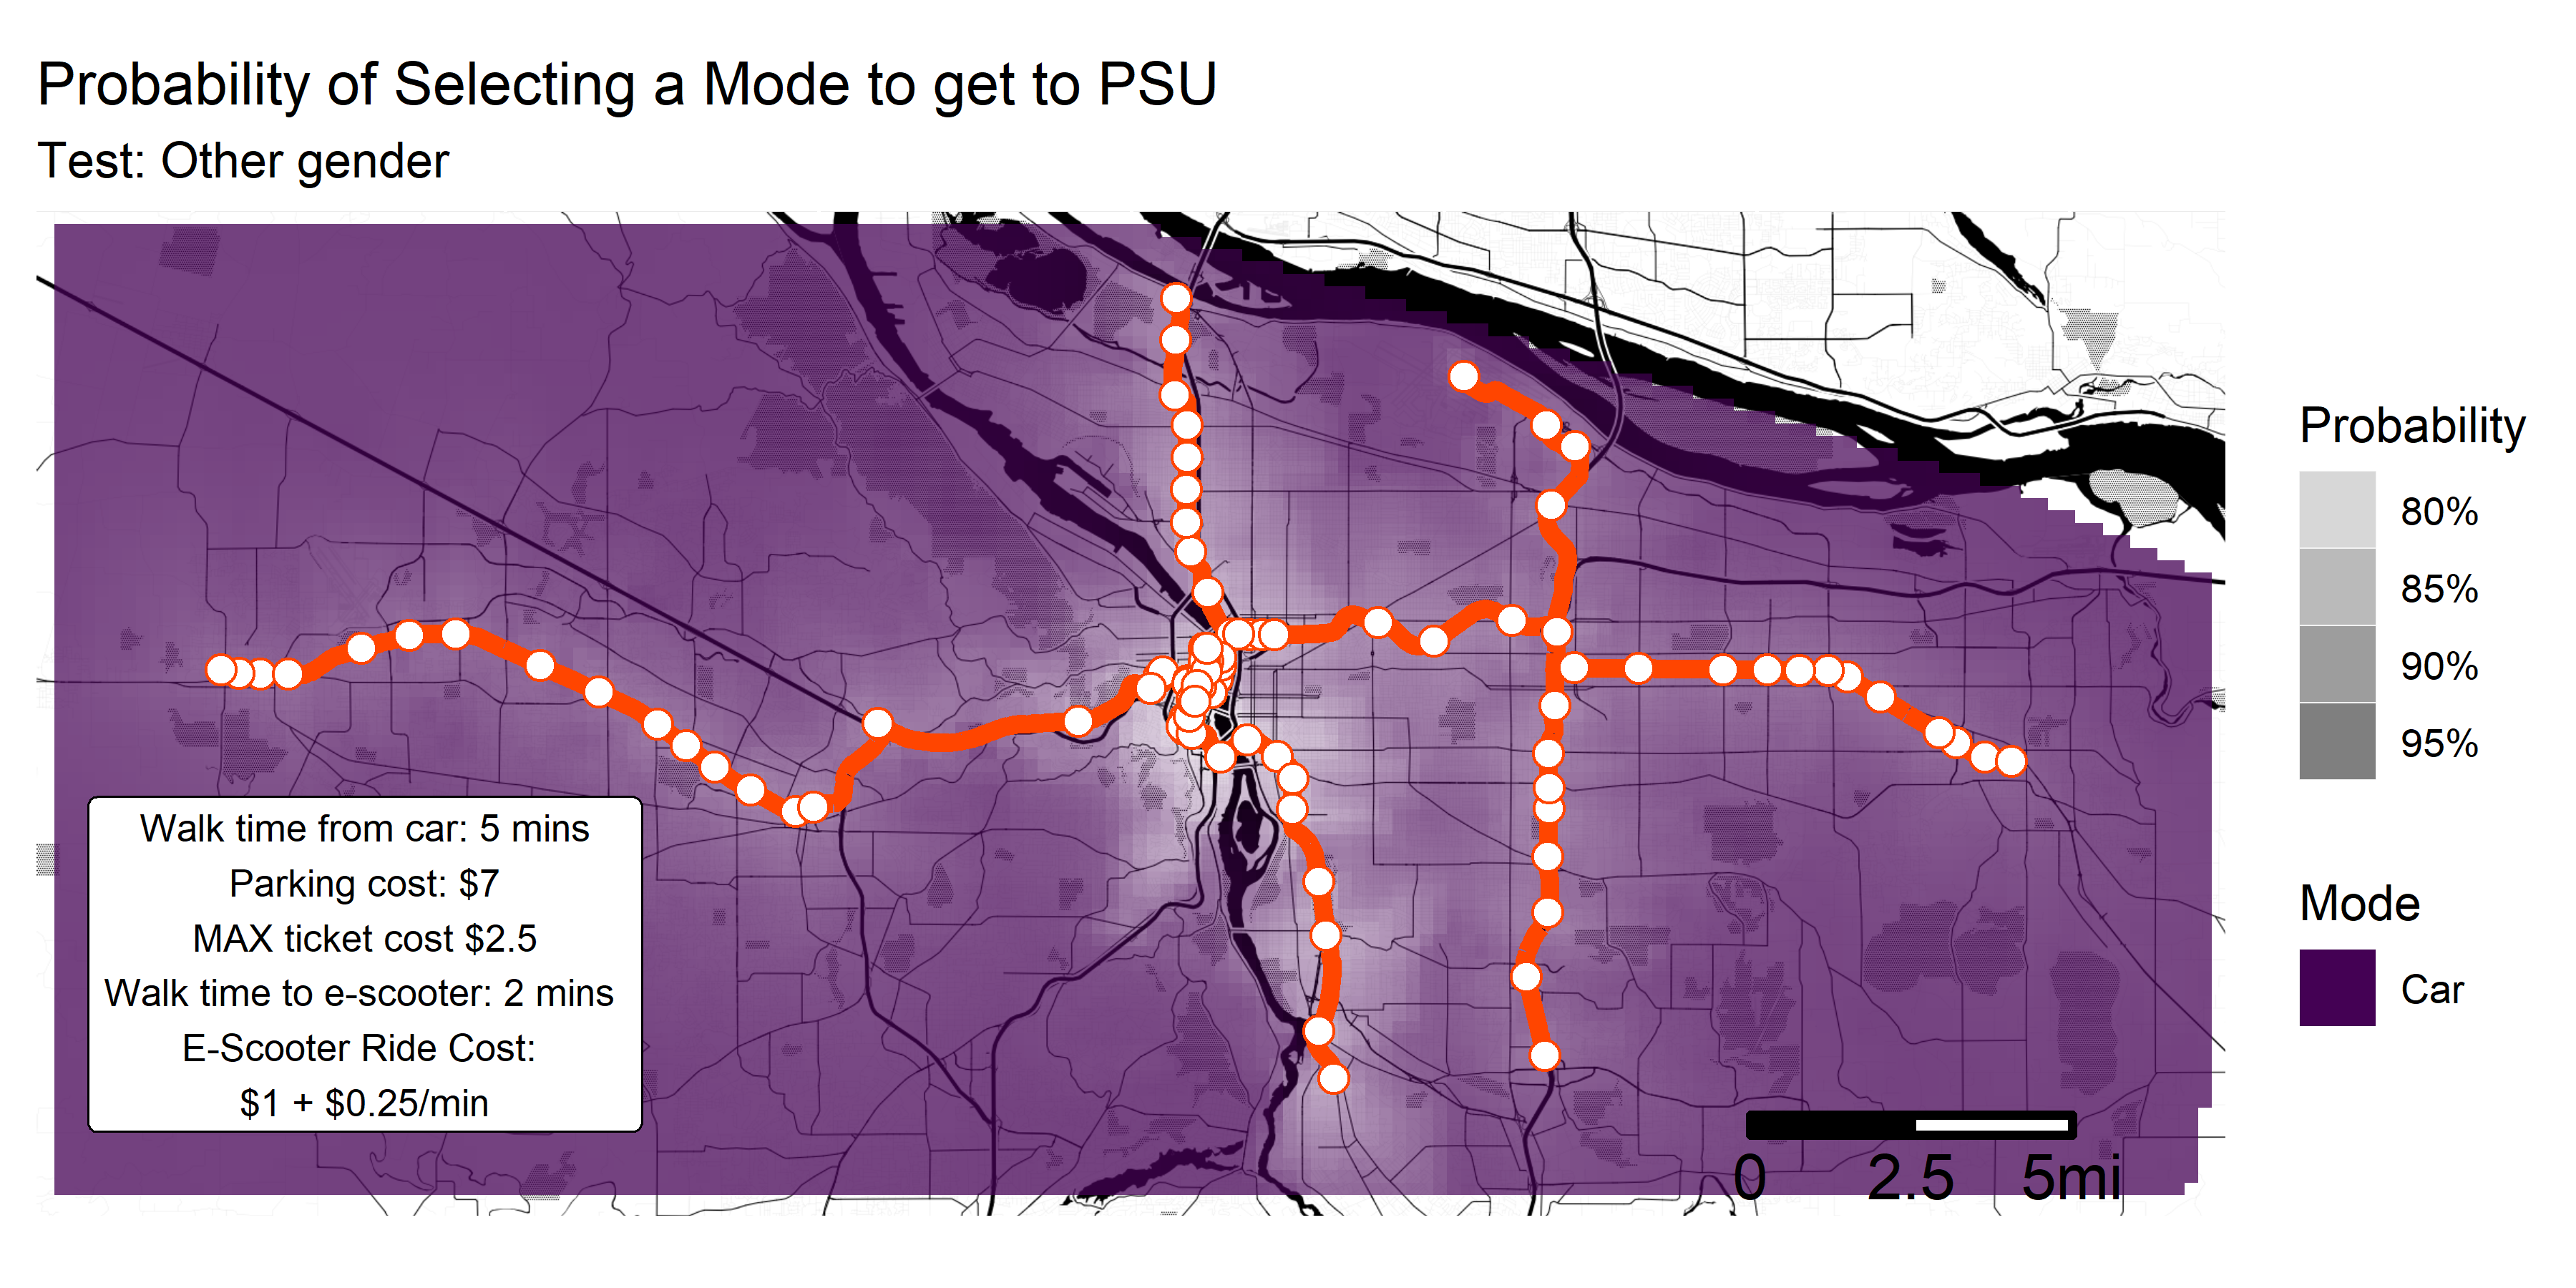 Probability of Selecting a Mode to get to PSU
Test: Other gender
Walk time from car: 5 mins
Parking cost: $7
MAX ticket cost $2.5
Walk time to e-scooter: 2 mins
E-Scooter Ride Cost:
$1 + $0.25/min
0 2.5 5mi
Probability
80%
85%
90%
95%
Mode
Car